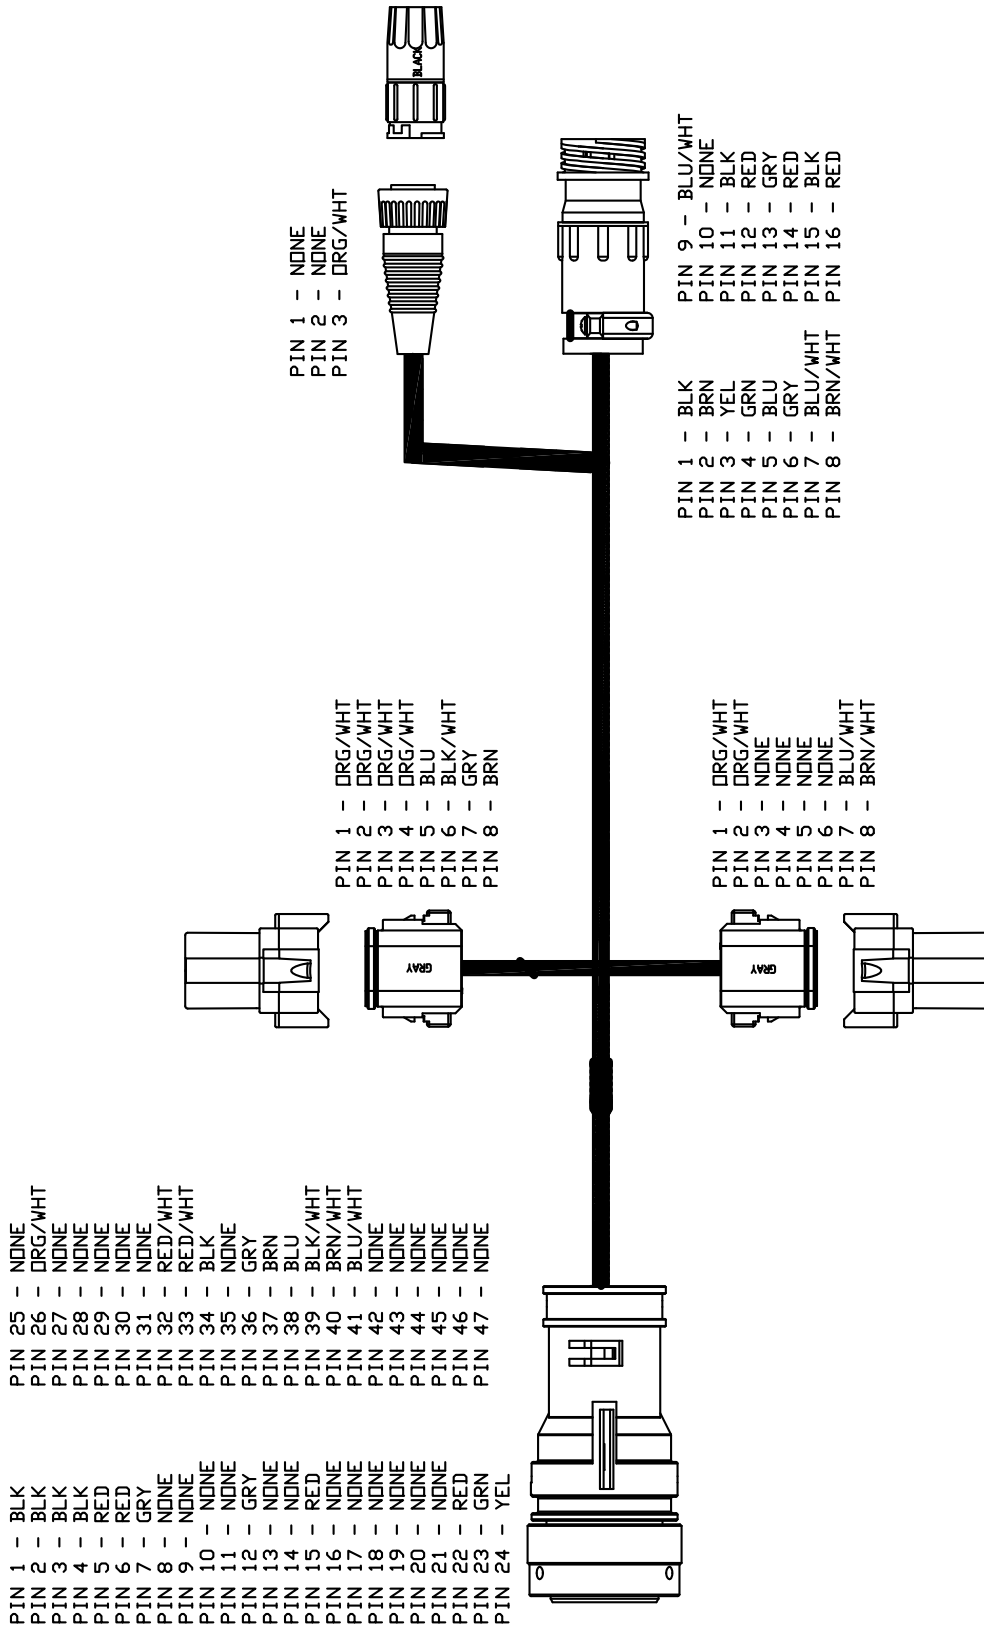 PIN 1 - BLK
PIN 2 - BLK
PIN 3 - BLK
PIN 4 - BLK
PIN 5 - RED
PIN 6 - RED
PIN 7 - GRY
PIN 8 - NONE
PIN 9 - NONE
PIN 10 - NONE
PIN 11 - NONE
PIN 12 - GRY
PIN 13 - NONE
PIN 14 - NONE
PIN 15 - RED
PIN 16 - NONE
PIN 17 - NONE
PIN 18 - NONE
PIN 19 - NONE
PIN 20 - NONE
PIN 21 - NONE
PIN 22 - RED
PIN 23 - GRN
PIN 24 - YEL
PIN 25 - NONE
PIN 26 - ORG/WHT
PIN 27 - NONE
PIN 28 - NONE
PIN 29 - NONE
PIN 30 - NONE
PIN 31 - NONE
PIN 32 - RED/WHT
PIN 33 - RED/WHT
PIN 34 - BLK
PIN 35 - NONE
PIN 36 - GRY
PIN 37 - BRN
PIN 38 - BLU
PIN 39 - BLK/WHT
PIN 40 - BRN/WHT
PIN 41 - BLU/WHT
PIN 42 - NONE
PIN 43 - NONE
PIN 44 - NONE
PIN 45 - NONE
PIN 46 - NONE
PIN 47 - NONE
PIN 1 - ORG/WHT
PIN 2 - ORG/WHT
PIN 3 - ORG/WHT
PIN 4 - ORG/WHT
PIN 5 - BLU
PIN 6 - BLK/WHT
PIN 7 - GRY
PIN 8 - BRN
GRAY
GRAY
PIN 1 - ORG/WHT
PIN 2 - ORG/WHT
PIN 3 - NONE
PIN 4 - NONE
PIN 5 - NONE
PIN 6 - NONE
PIN 7 - BLU/WHT
PIN 8 - BRN/WHT
PIN 1 - NONE
PIN 2 - NONE
PIN 3 - ORG/WHT
BLACK
PIN 1 - BLK
PIN 2 - BRN
PIN 3 - YEL
PIN 4 - GRN
PIN 5 - BLU
PIN 6 - GRY
PIN 7 - BLU/WHT
PIN 8 - BRN/WHT
PIN 9 - BLU/WHT
PIN 10 - NONE
PIN 11 - BLK
PIN 12 - RED
PIN 13 - GRY
PIN 14 - RED
PIN 15 - BLK
PIN 16 - RED